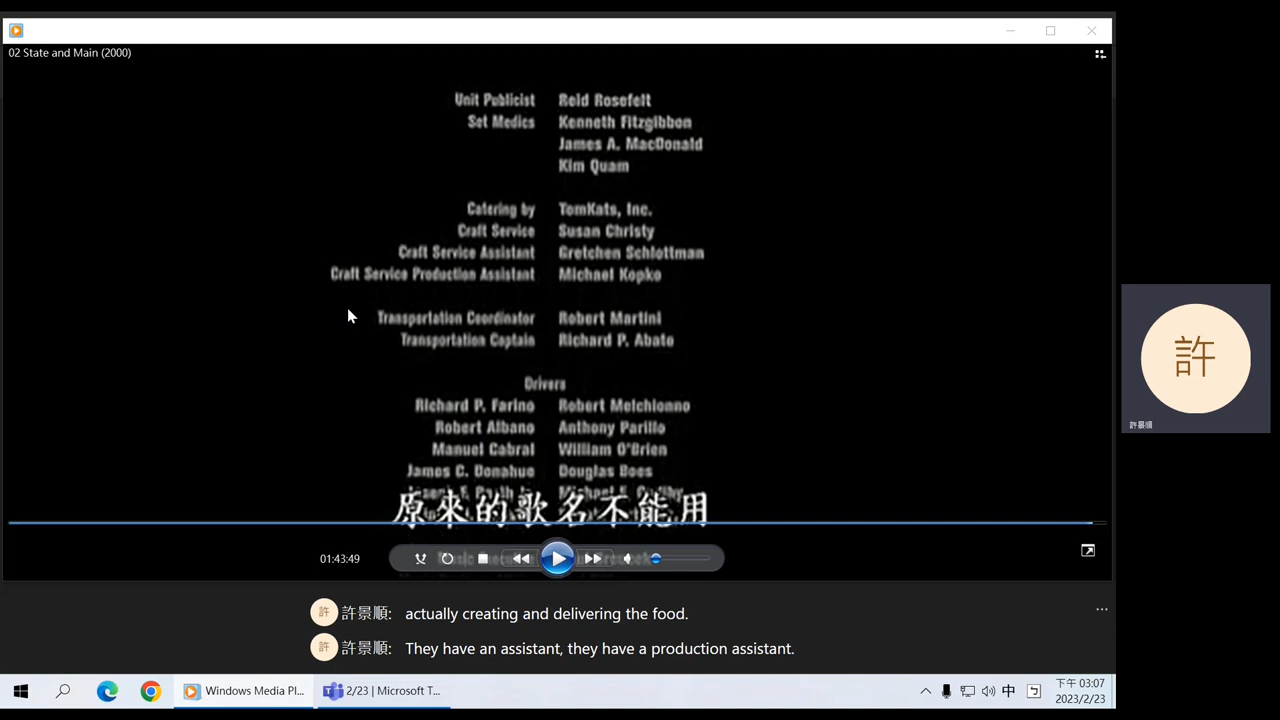 02 State and Main (2000)
Unit Publicist Reid Rosefelt
Set Medics Kenneth Fitzgibbon
James A. MacDonald
Kim Quam
Catering by TomKats, Inc.
Craft Service Susan Christy
Craft Service Assistant Gretchen Schlottman
Craft Service Production Assistant Michael Kopko
Transportation Coordinator Robert Martini
Transportation Captain Richard P. Abato
Drivers
Richard P. Farino Robert Melchionno
Robert Albano Anthony Parillo
Manuel Cabral William O'Brien
James C. Donahue Douglas Boes
原來的歌名不能用
01:43:49
許
許景順
許 許景順: actually creating and delivering the food.
許 許景順: They have an assistant, they have a production assistant.
Windows Media Pl...
2/23 | Microsoft T...
中
下午 03:07
2023/2/23